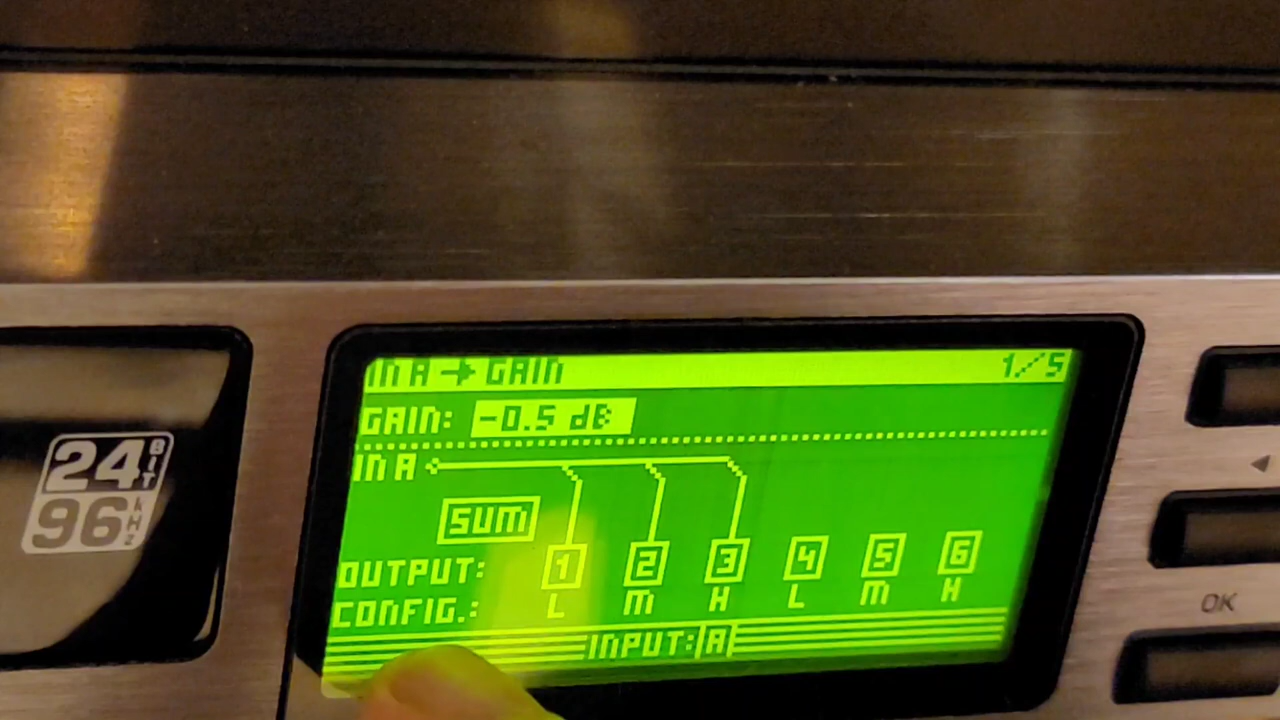 IN A → GAIN 1/5
GAIN: -0.5 dB
IN A
SUM
OUTPUT: 1 2 3 4 5 6
CONFIG.: L M H L M H
INPUT: A
24 BIT
96 kHz
OK